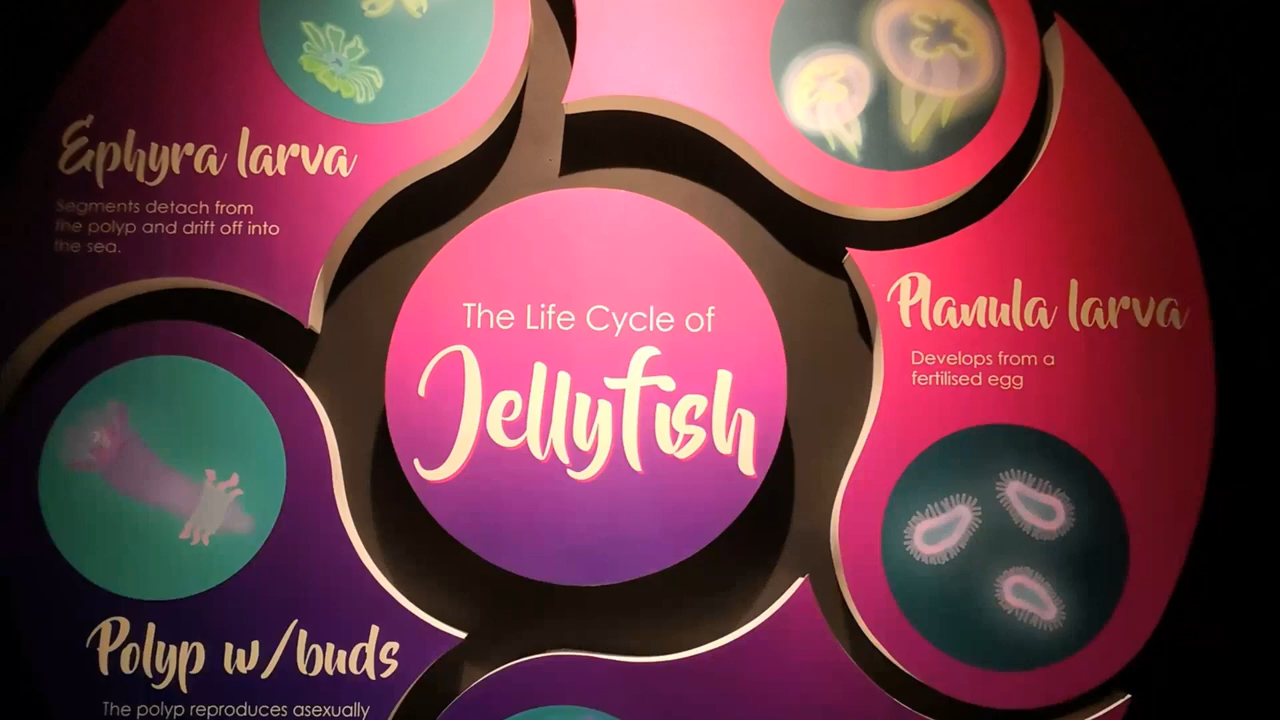 The Life Cycle of
Jellyfish
Ephyra larva
Segments detach from
the polyp and drift off into
the sea.
Planula larva
Develops from a
fertilised egg
Polyp w/buds
The polyp reproduces asexually